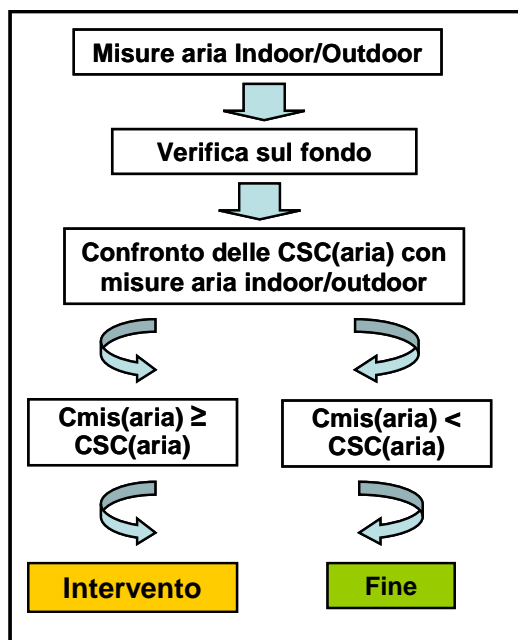 Misure aria Indoor/Outdoor
Verifica sul fondo
Confronto delle CSC(aria) con
misure aria indoor/outdoor
Cmis(aria) ≥
CSC(aria)
Cmis(aria) <
CSC(aria)
Intervento
Fine